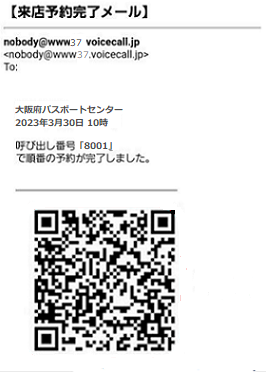 【来店予約完了メール】
nobody@www37 voicecall.jp
<nobody@www37.voicecall.jp>
To:
大阪府パスポートセンター
2023年3月30日 10時
呼び出し番号「8001」
で順番の予約が完了しました。